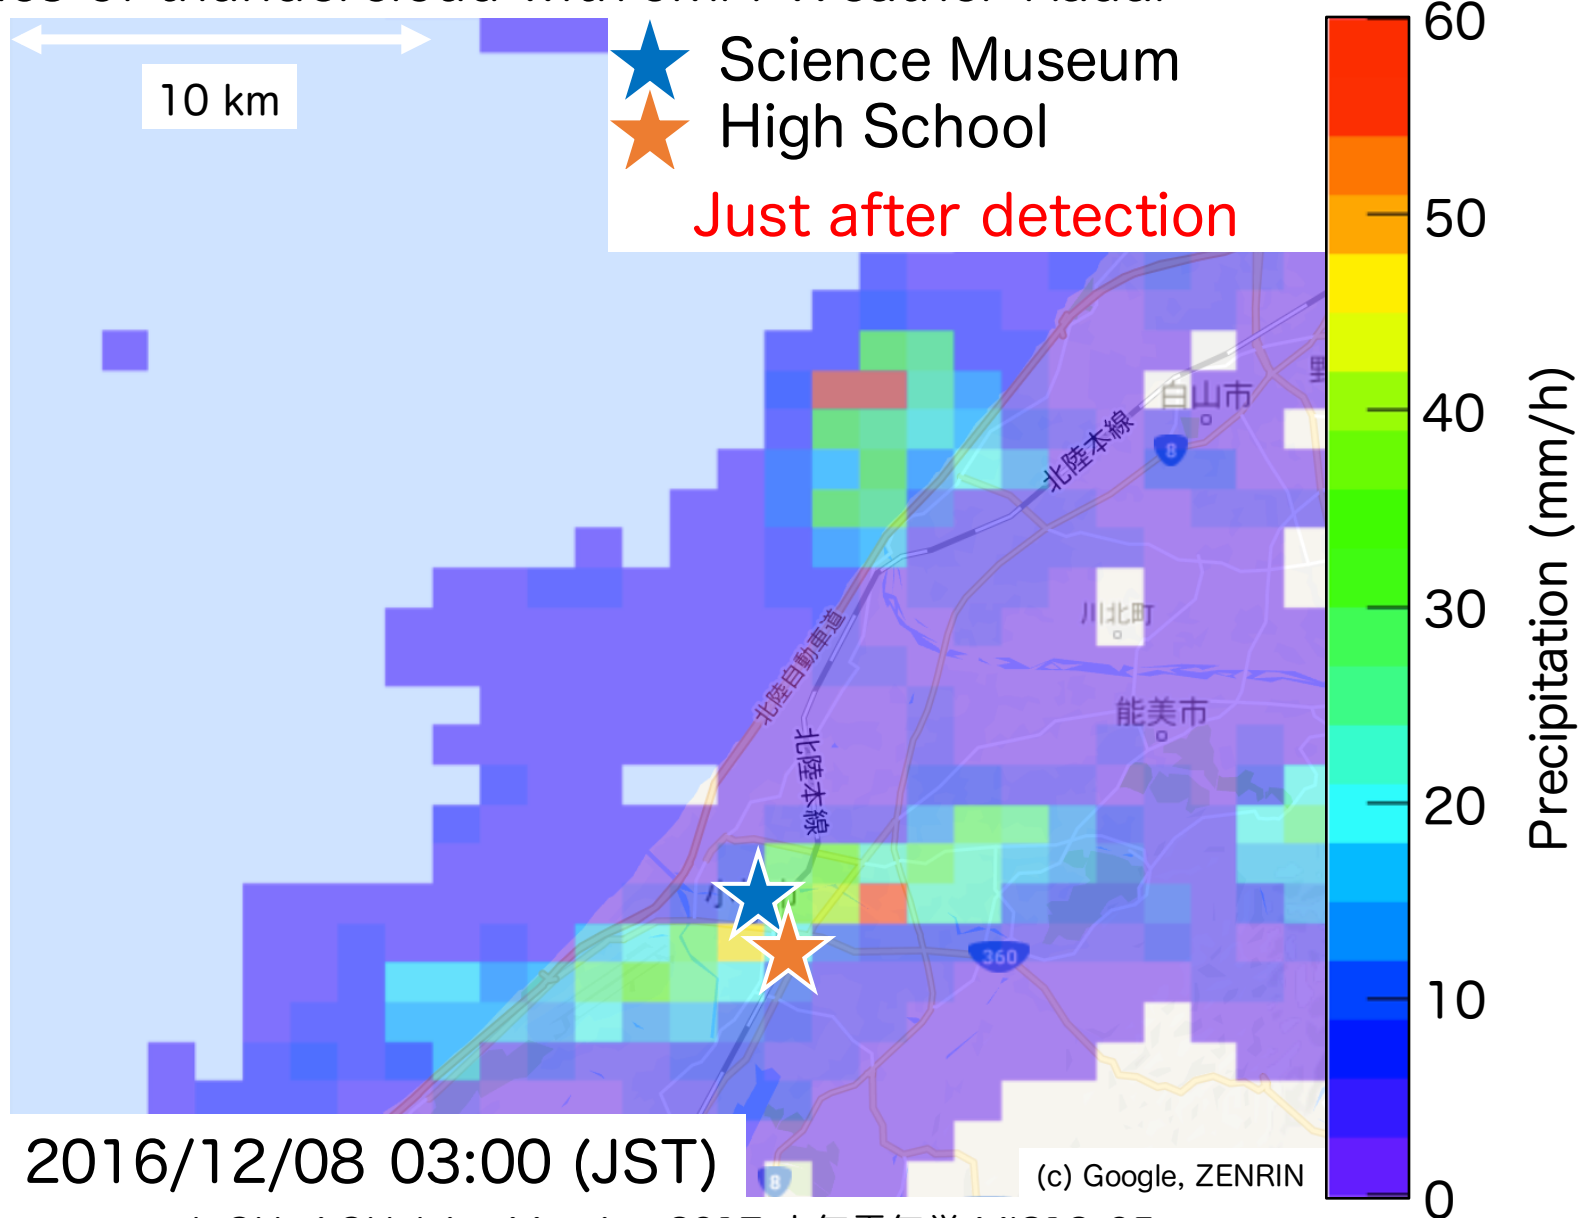 10 km
Science Museum
High School
Just after detection
60
50
40
30
20
10
0
Precipitation (mm/h)
白山市
8
北陸本線
川北町
北陸自動車道
能美市
北陸本線
360
8
2016/12/08 03:00 (JST)
(c) Google, ZENRIN